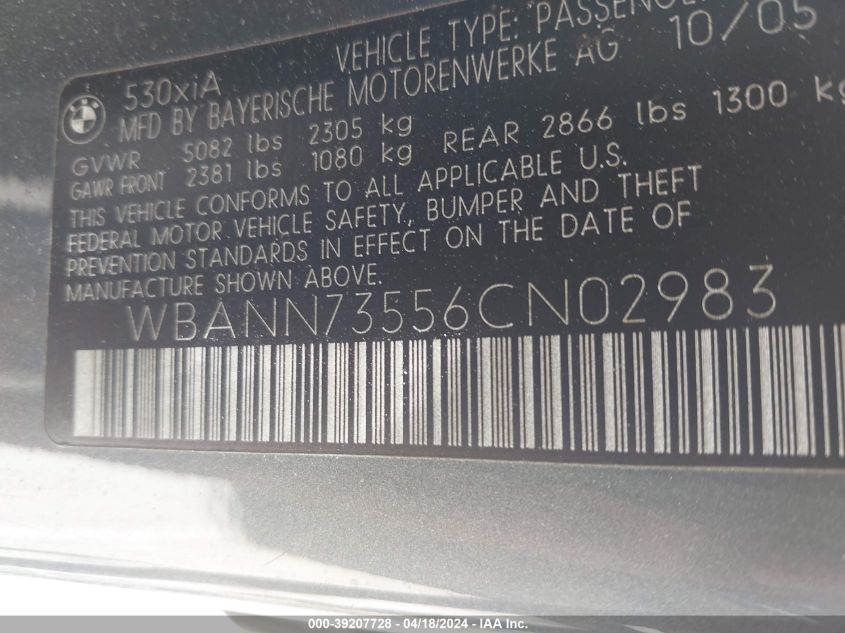 VEHICLE TYPE: PASSENGE
530xiA
MFD BY BAYERISCHE MOTORENWERKE AG 10/05
GVWR 5082 lbs 2305 kg
GAWR FRONT 2381 lbs 1080 kg REAR 2866 lbs 1300 kg
THIS VEHICLE CONFORMS TO ALL APPLICABLE U.S.
FEDERAL MOTOR VEHICLE SAFETY, BUMPER AND THEFT
PREVENTION STANDARDS IN EFFECT ON THE DATE OF
MANUFACTURE SHOWN ABOVE.
WBANN73556CN02983
000-39207728 - 04/18/2024 - IAA Inc.